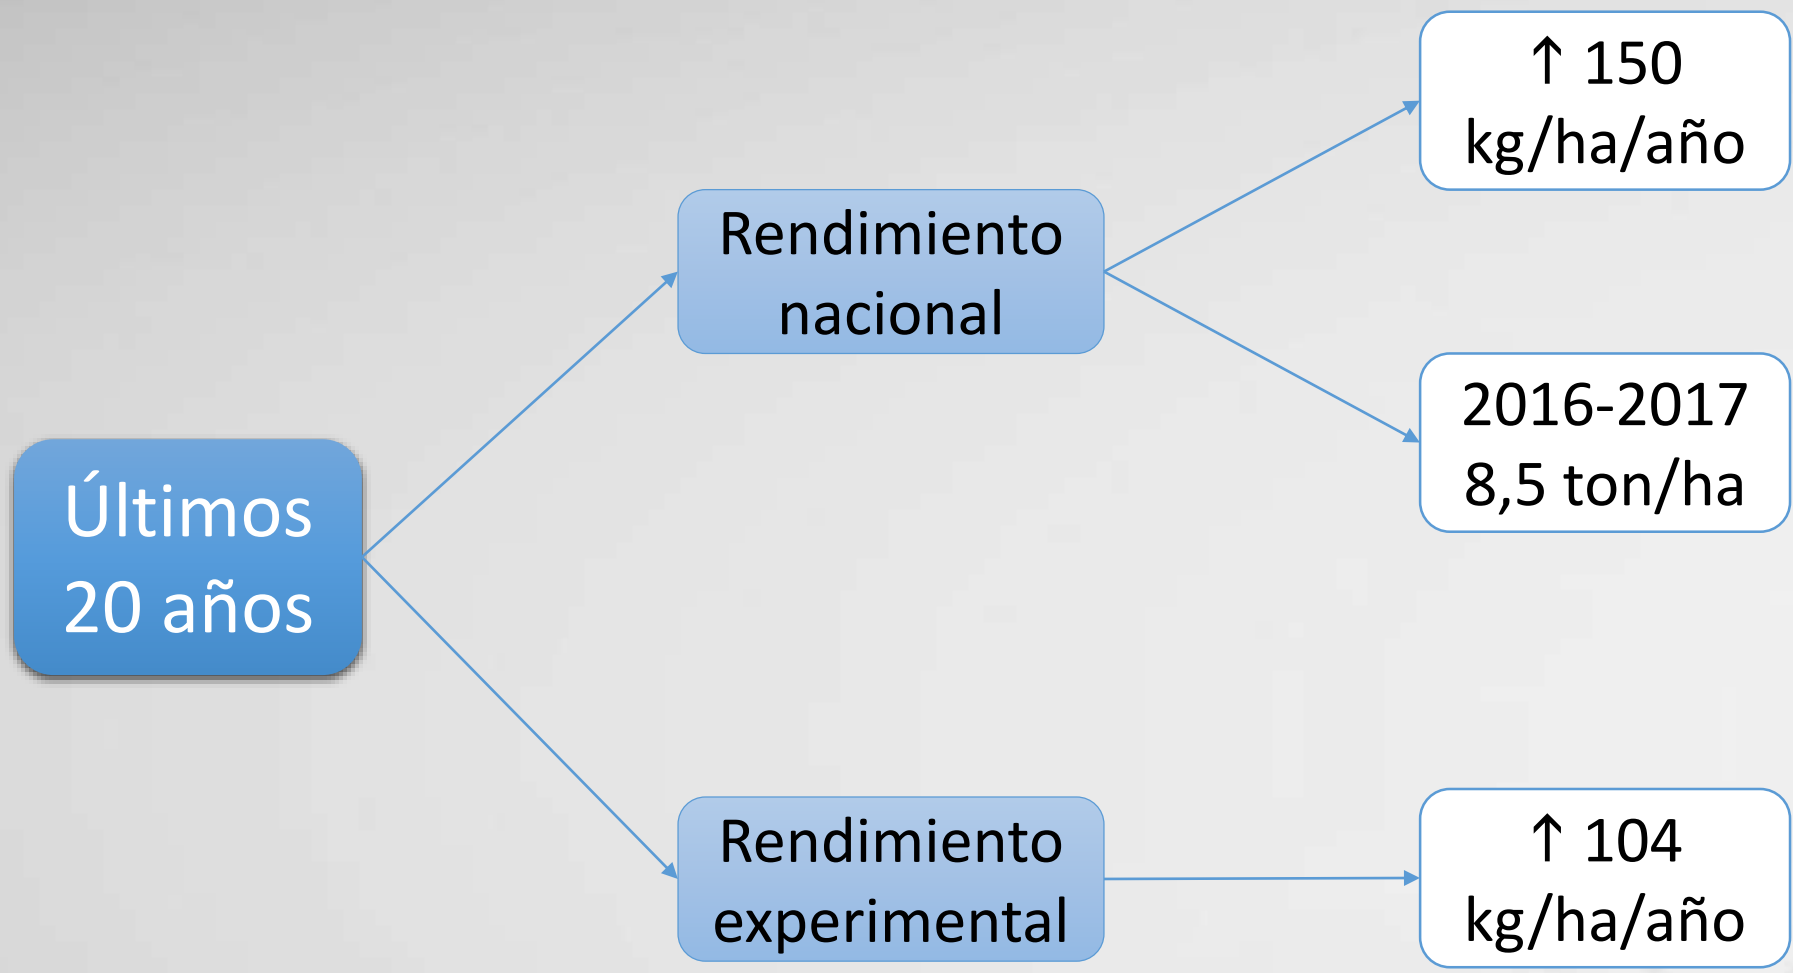 Últimos
20 años
Rendimiento
nacional
↑ 150
kg/ha/año
2016-2017
8,5 ton/ha
Rendimiento
experimental
↑ 104
kg/ha/año